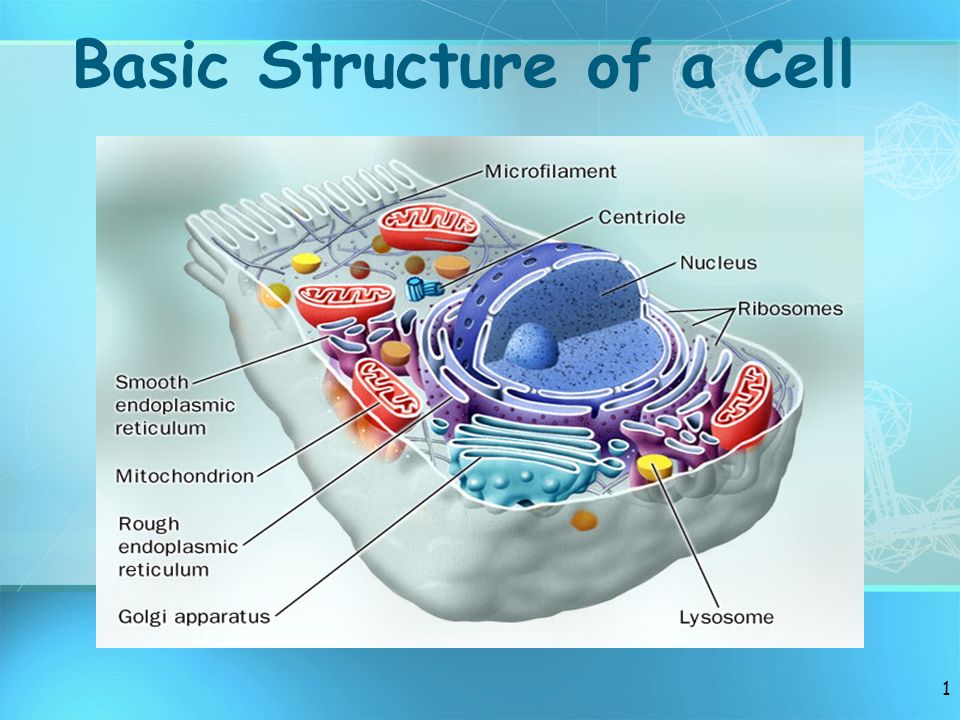 Basic Structure of a Cell
Microfilament
Centriole
Nucleus
Ribosomes
Smooth
endoplasmic
reticulum
Mitochondrion
Rough
endoplasmic
reticulum
Golgi apparatus
Lysosome
1